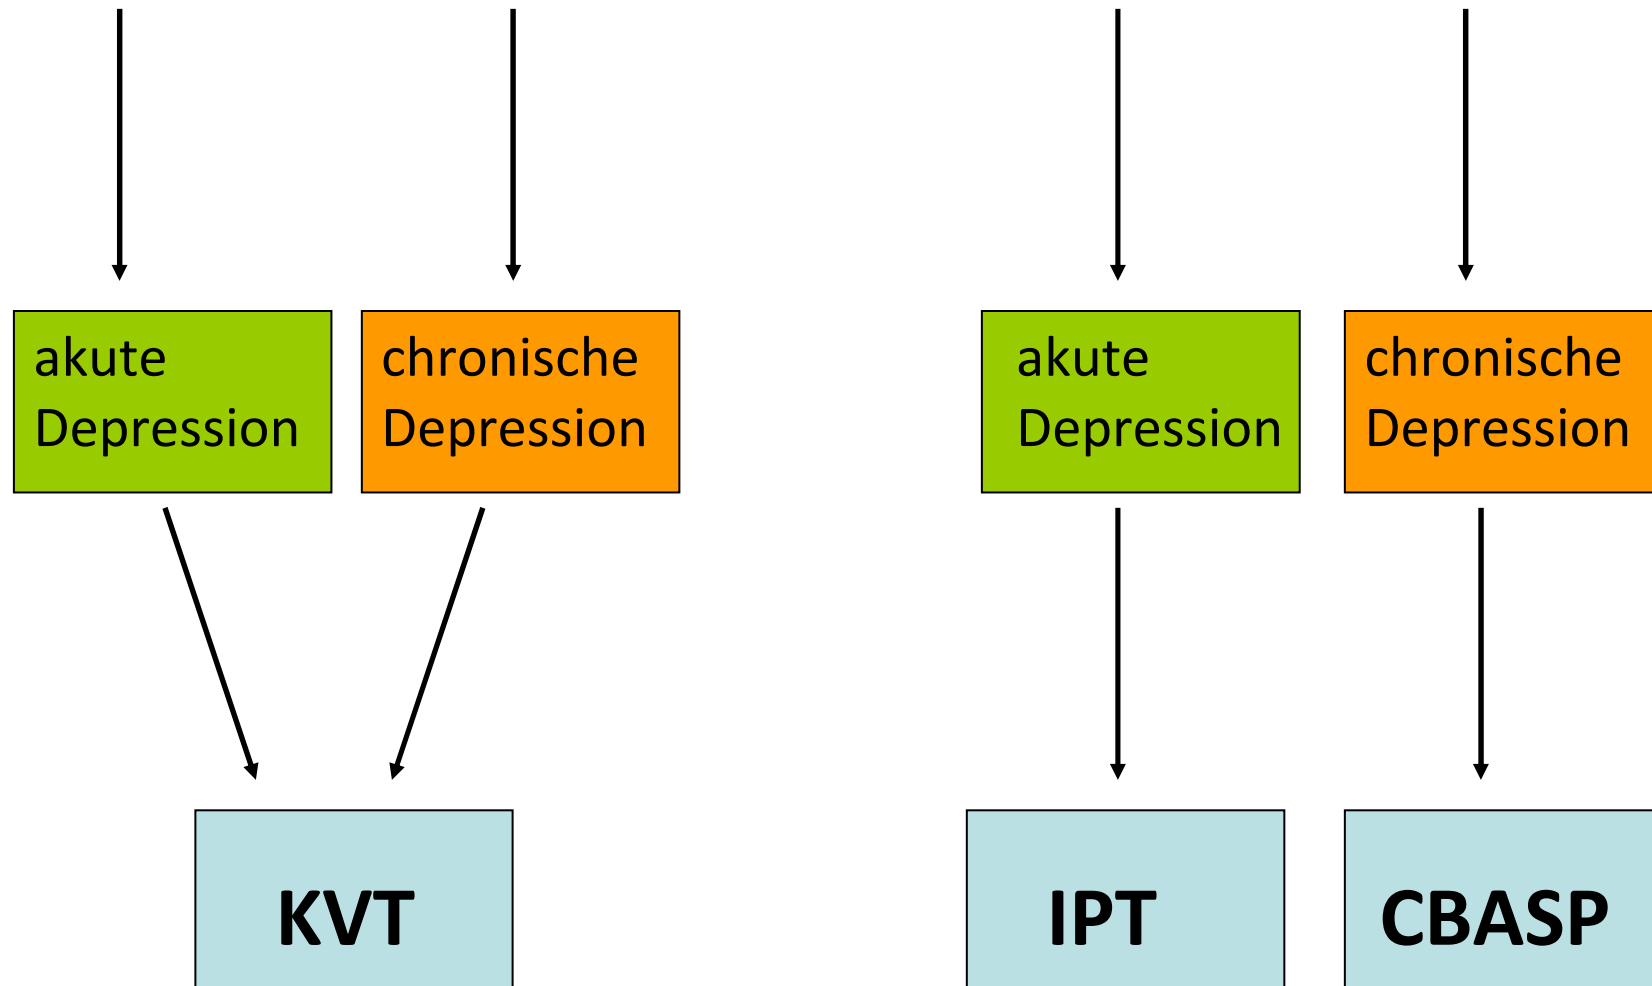 akute
Depression
chronische
Depression
akute
Depression
chronische
Depression
KVT
IPT
CBASP